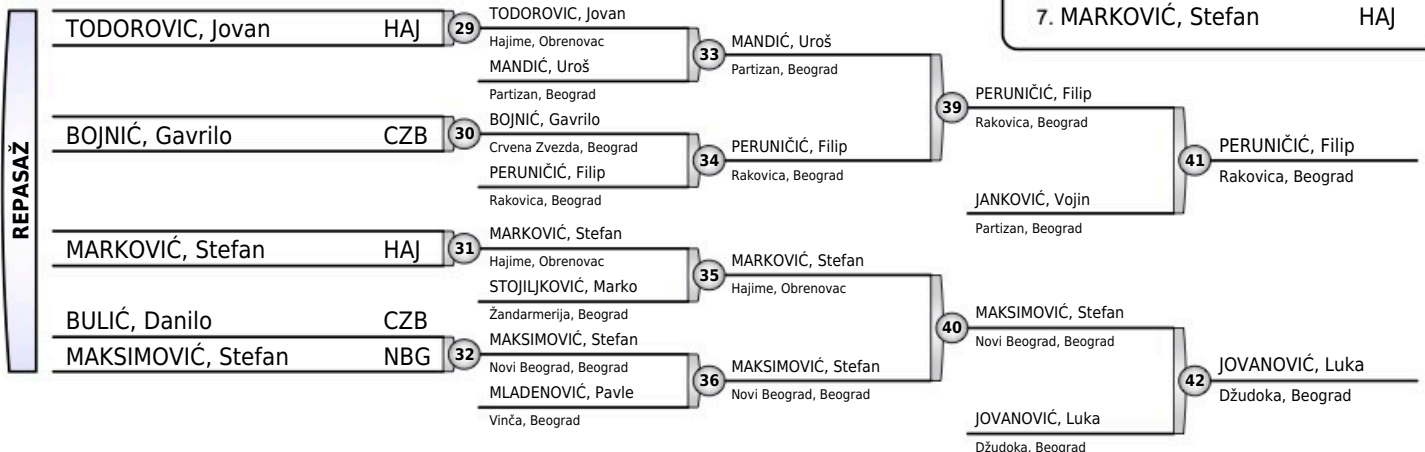 7. MARKOVIĆ, Stefan HAJ
REPASAŽ
TODOROVIC, Jovan HAJ
29
BOJNIĆ, Gavrilo CZB
30
MARKOVIĆ, Stefan HAJ
31
BULIĆ, Danilo CZB
MAKSIMOVIĆ, Stefan NBG
32
TODOROVIC, Jovan
Hajime, Obrenovac
MANDIĆ, Uroš
Partizan, Beograd
33
BOJNIĆ, Gavrilo
Crvena Zvezda, Beograd
PERUNIČIĆ, Filip
Rakovica, Beograd
34
MARKOVIĆ, Stefan
Hajime, Obrenovac
STOJILJKOVIĆ, Marko
Žandarmerija, Beograd
35
MAKSIMOVIĆ, Stefan
Novi Beograd, Beograd
MLADENOVIĆ, Pavle
Vinča, Beograd
36
MANDIĆ, Uroš
Partizan, Beograd
PERUNIČIĆ, Filip
Rakovica, Beograd
39
MARKOVIĆ, Stefan
Hajime, Obrenovac
MAKSIMOVIĆ, Stefan
Novi Beograd, Beograd
40
PERUNIČIĆ, Filip
Rakovica, Beograd
JANKOVIĆ, Vojin
Partizan, Beograd
41
MAKSIMOVIĆ, Stefan
Novi Beograd, Beograd
JOVANOVIĆ, Luka
Džudoka, Beograd
42
PERUNIČIĆ, Filip
Rakovica, Beograd
JOVANOVIĆ, Luka
Džudoka, Beograd